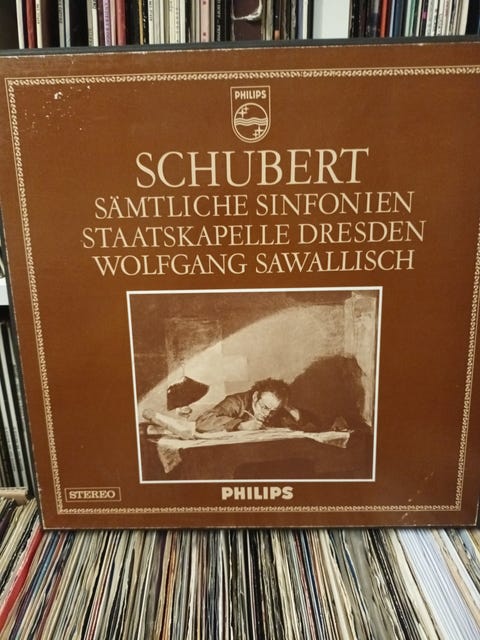 PHILIPS
SCHUBERT
SÄMTLICHE SINFONIEN
STAATSKAPELLE DRESDEN
WOLFGANG SAWALLISCH
STEREO
PHILIPS